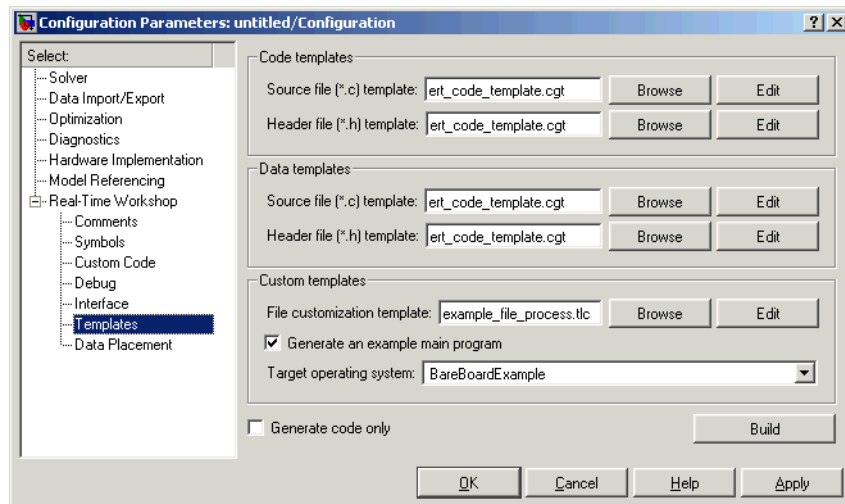 Configuration Parameters: untitled/Configuration
Select:
Solver
Data Import/Export
Optimization
Diagnostics
Hardware Implementation
Model Referencing
Real-Time Workshop
Comments
Symbols
Custom Code
Debug
Interface
Templates
Data Placement
Code templates
Source file (*.c) template: ert_code_template.cgt Browse Edit
Header file (*.h) template: ert_code_template.cgt Browse Edit
Data templates
Source file (*.c) template: ert_code_template.cgt Browse Edit
Header file (*.h) template: ert_code_template.cgt Browse Edit
Custom templates
File customization template: example_file_process.tlc Browse Edit
Generate an example main program
Target operating system: BareBoardExample
Generate code only Build
OK Cancel Help Apply